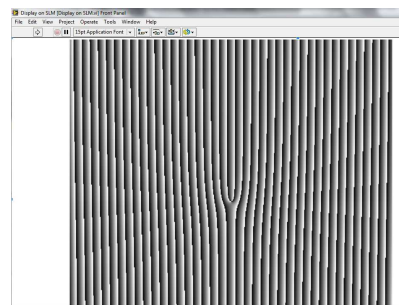 Display on SLM [Display on SLM.vi] Front Panel
File Edit View Project Operate Tools Window Help
15pt Application Font